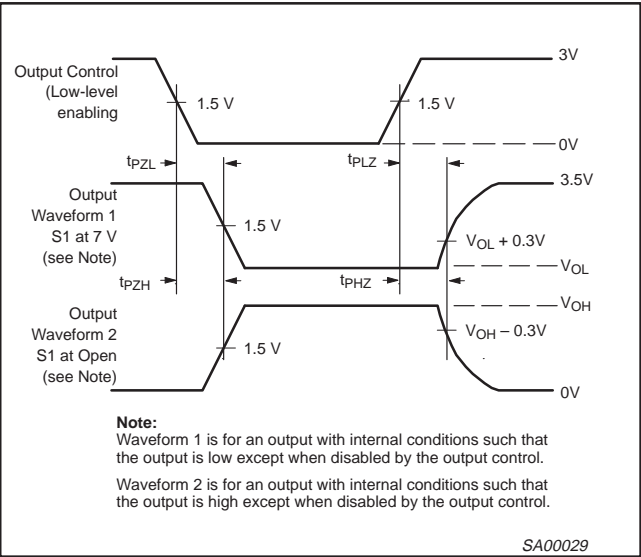 3V
Output Control
(Low-level
enabling
1.5 V
1.5 V
0V
tPZL
tPLZ
3.5V
Output
Waveform 1
S1 at 7 V
(see Note)
1.5 V
VOL + 0.3V
VOL
tPZH
tPHZ
VOH
Output
Waveform 2
S1 at Open
(see Note)
1.5 V
VOH – 0.3V
0V
Note:
Waveform 1 is for an output with internal conditions such that
the output is low except when disabled by the output control.
Waveform 2 is for an output with internal conditions such that
the output is high except when disabled by the output control.
SA00029